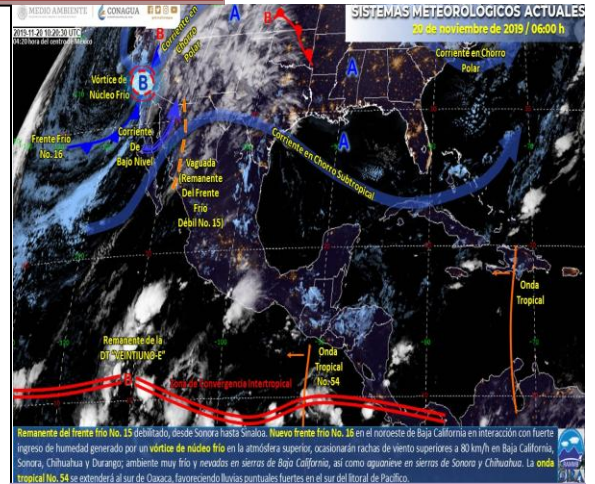 MEDIO AMBIENTE
CONAGUA
SISTEMAS METEOROLÓGICOS ACTUALES
20 de noviembre de 2019 / 06:00 h
2019-11-20 10:20:30 UTC
04:20 hora del centro de México
A
B
B
Corriente en
Chorro
Polar
Corriente en Chorro
Polar
Vórtice de
Núcleo Frío
B
A
Frente Frío
No. 16
Corriente
De
Bajo Nivel
A
Corriente en Chorro Subtropical
Vaguada
(Remanente
Del Frente
Frío
Débil No. 15)
Onda
Tropical
Remanente de la
DT "VEINTIUNO-E"
Onda
Tropical
No. 54
B
Zona de Convergencia Intertropical
Remanente del frente frío No. 15 debilitado, desde Sonora hasta Sinaloa. Nuevo frente frío No. 16 en el noroeste de Baja California en interacción con fuerte
ingreso de humedad generado por un vórtice de núcleo frío en la atmósfera superior, ocasionarán rachas de viento superiores a 80 km/h en Baja California,
Sonora, Chihuahua y Durango; ambiente muy frío y nevadas en sierras de Baja California, así como aguanieve en sierras de Sonora y Chihuahua. La onda
tropical No. 54 se extenderá al sur de Oaxaca, favoreciendo lluvias puntuales fuertes en el sur del litoral de Pacífico.